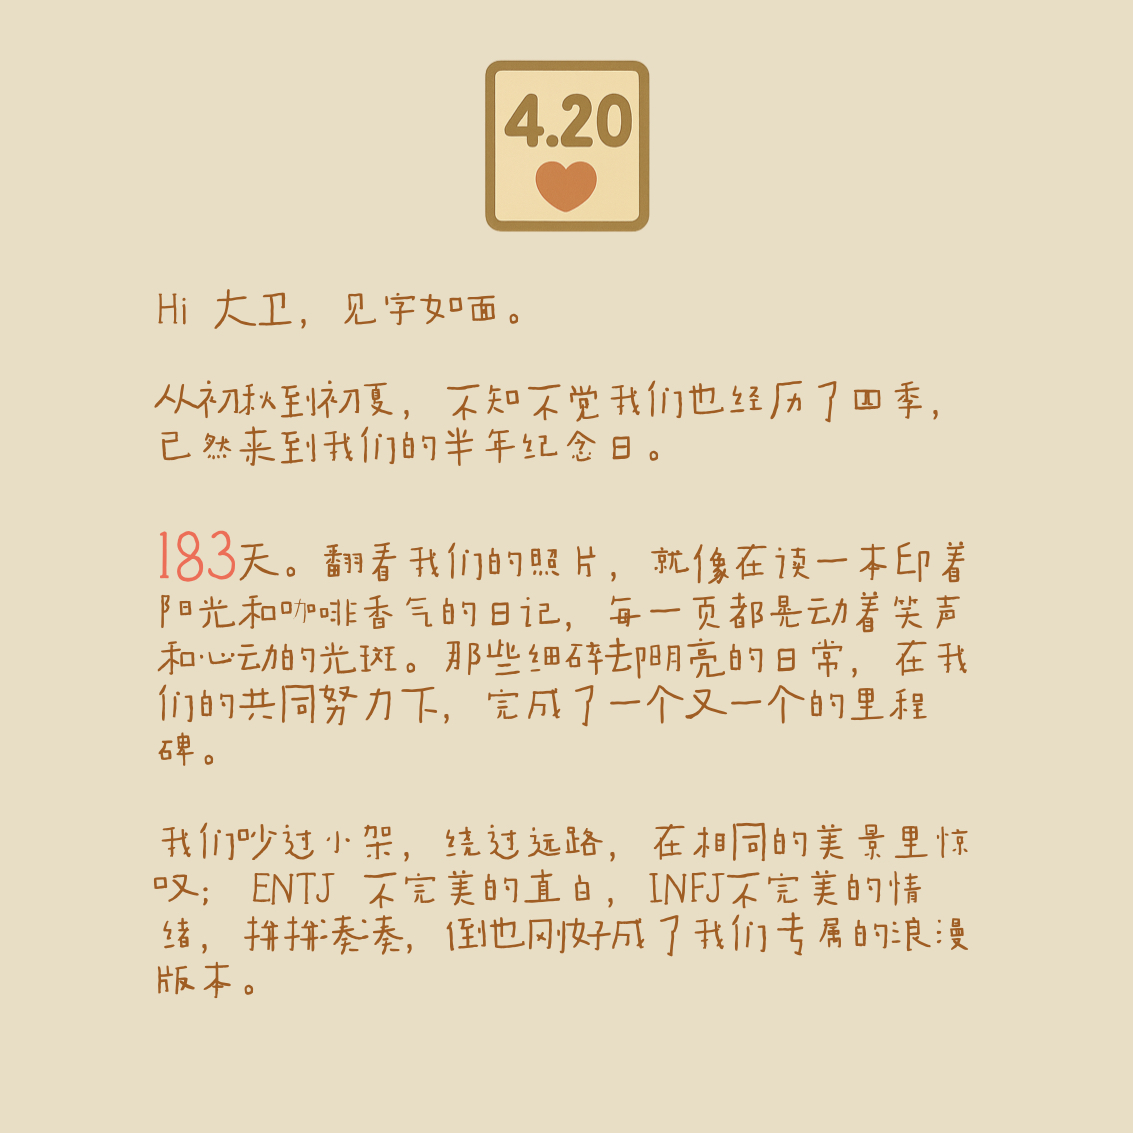 4.20
Hi 大卫，见字如面。
从初秋到初夏，不知不觉我们也经历了四季，
已然来到我们的半年纪念日。
183天。翻看我们的照片，就像在读一本印着
阳光和咖啡香气的日记，每一页都晃动着笑声
和心动的光斑。那些细碎却明亮的日常，在我
们的共同努力下，完成了一个又一个的里程
碑。
我们吵过小架，绕过远路，在相同的美景里惊
叹； ENTJ 不完美的直白，INFJ不完美的情
绪，拼拼凑凑，倒也刚好成了我们专属的浪漫
版本。